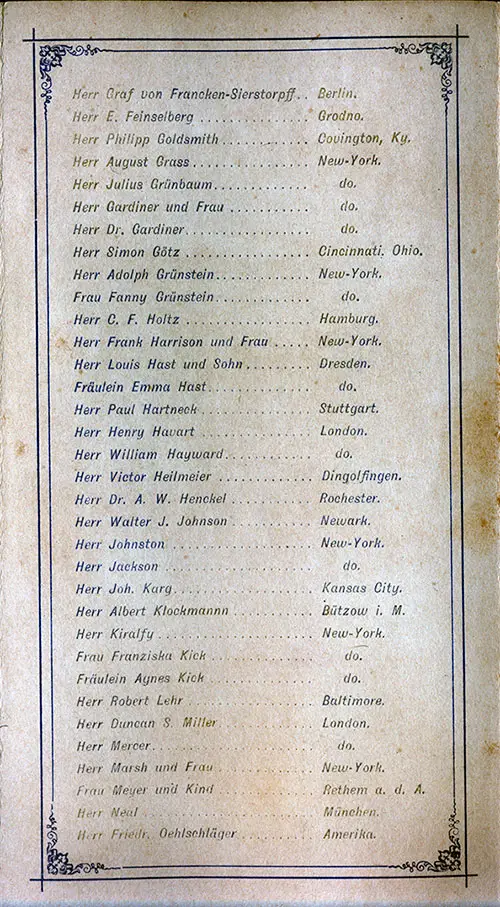 Herr Graf von Francken-Sierstorpff.. Berlin.
Herr E. Feinselberg ............ Grodno.
Herr Philipp Goldsmith ............ Covington, Ky.
Herr August Grass ............... New-York.
Herr Julius Grünbaum............. do.
Herr Gardiner und Frau ........... do.
Herr Dr. Gardiner................. do.
Herr Simon Götz ................. Cincinnati. Ohio.
Herr Adolph Grünstein............. New-York.
Frau Fanny Grünstein............. do.
Herr C. F. Holtz ................. Hamburg.
Herr Frank Harrison und Frau ..... New-York.
Herr Louis Hast und Sohn......... Dresden.
Fräulein Emma Hast.............. do.
Herr Paul Hartneck ............... Stuttgart.
Herr Henry Havart ............... London.
Herr William Hayward............ do.
Herr Victor Heilmeier ............. Dingolfingen.
Herr Dr. A. W. Henckel ........... Rochester.
Herr Walter J. Johnson ........... Newark.
Herr Johnston ................... New-York.
Herr Jackson .................... do.
Herr Joh. Karg................... Kansas City.
Herr Albert Klockmannn ........... Bützow i. M.
Herr Kiralfy ..................... New-York.
Frau Franziska Kick .............. do.
Fräulein Agnes Kick .............. do.
Herr Robert Lehr ................. Baltimore.
Herr Duncan S. Miller ............ London.
Herr Mercer...................... do.
Herr Marsh und Frau ............. New-York.
Frau Meyer und Kind ............. Rethem a. d. A.
Herr Neal ....................... München.
Herr Friedr. Oehlschläger .......... Amerika.